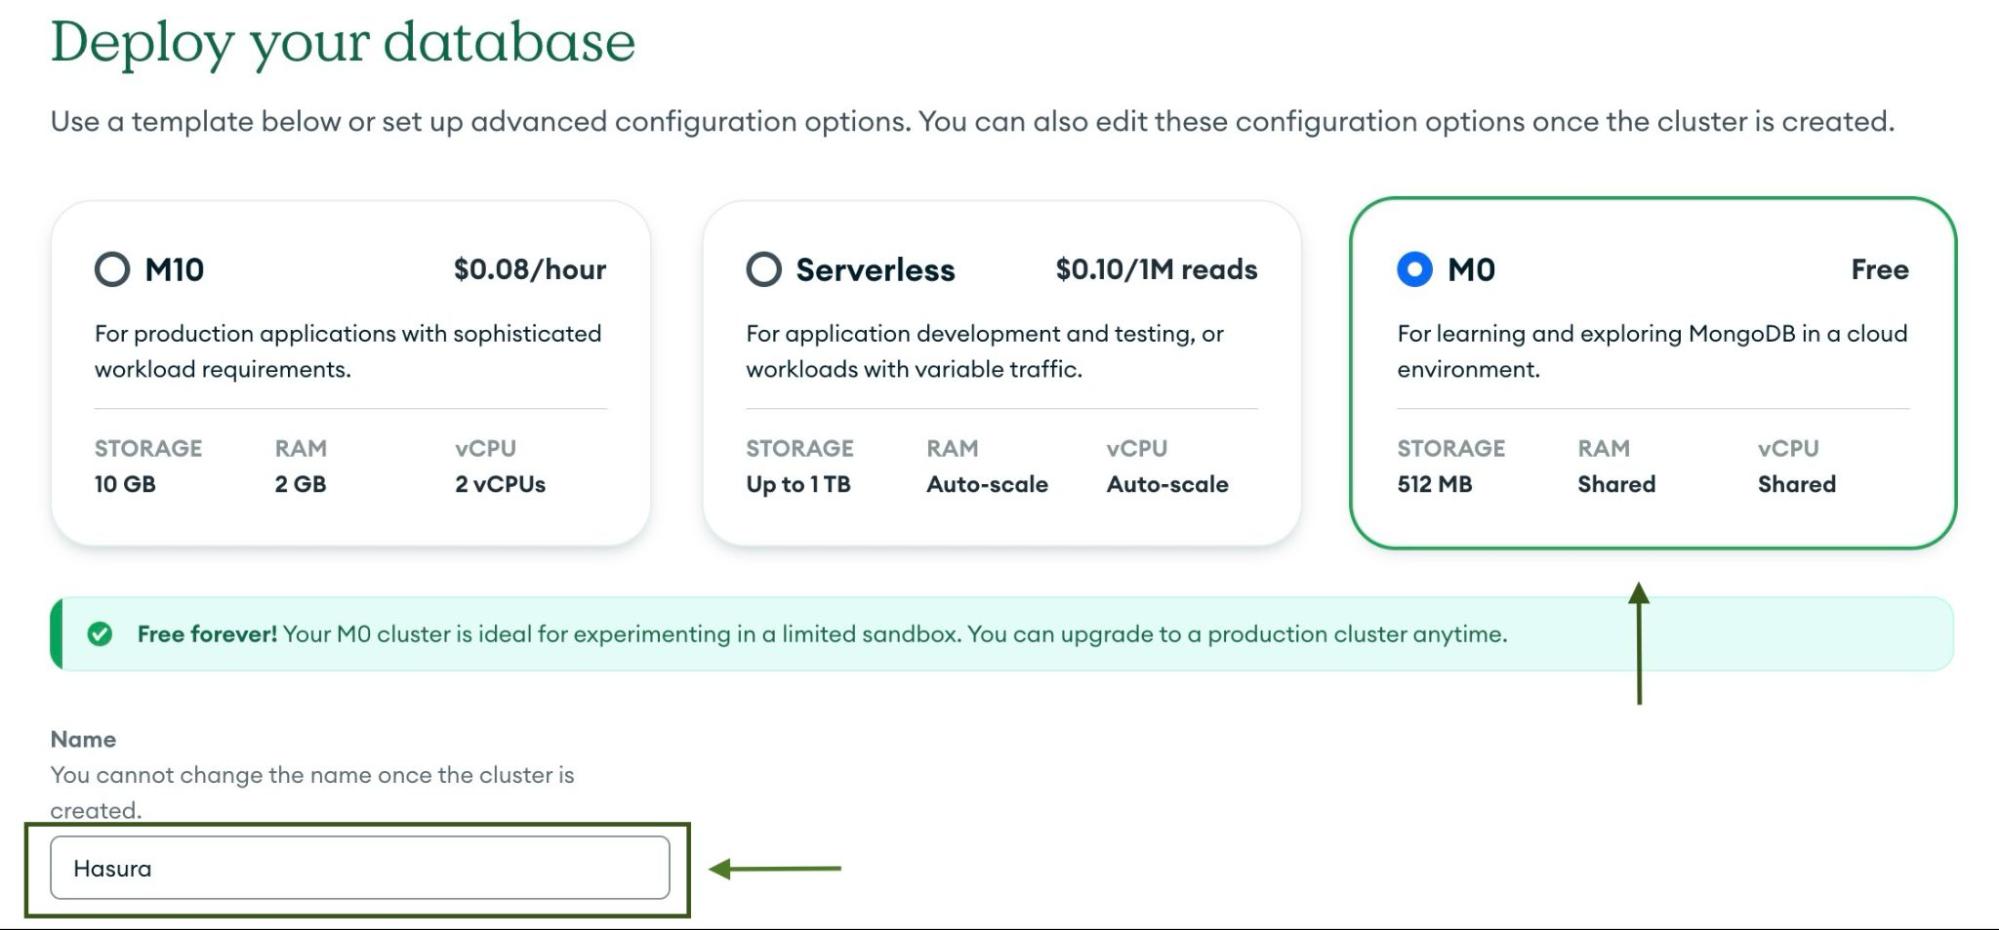 Deploy your database
Use a template below or set up advanced configuration options. You can also edit these configuration options once the cluster is created.
M10 $0.08/hour
For production applications with sophisticated
workload requirements.
STORAGE RAM vCPU
10 GB 2 GB 2 vCPUs
Serverless $0.10/1M reads
For application development and testing, or
workloads with variable traffic.
STORAGE RAM vCPU
Up to 1 TB Auto-scale Auto-scale
M0 Free
For learning and exploring MongoDB in a cloud
environment.
STORAGE RAM vCPU
512 MB Shared Shared
Free forever! Your M0 cluster is ideal for experimenting in a limited sandbox. You can upgrade to a production cluster anytime.
Name
You cannot change the name once the cluster is
created.
Hasura